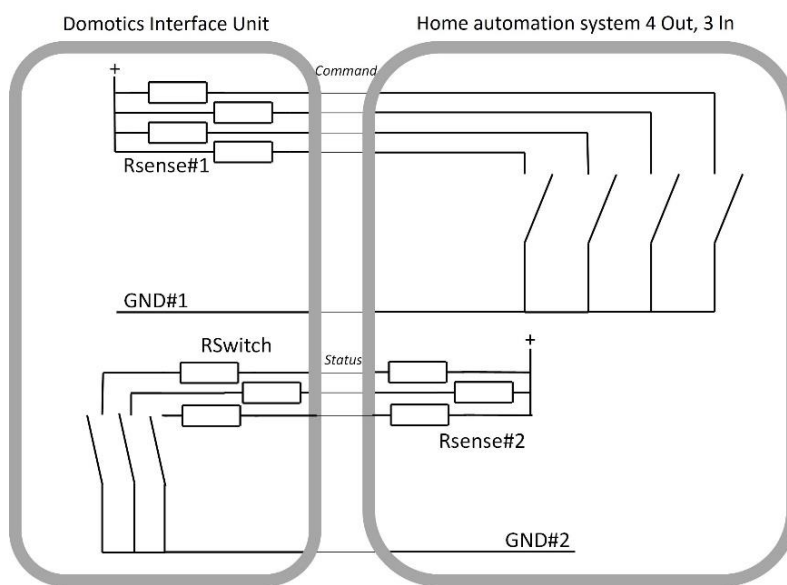 Domotics Interface Unit
Home automation system 4 Out, 3 In
+
Command
Rsense#1
GND#1
RSwitch
Status
+
Rsense#2
GND#2